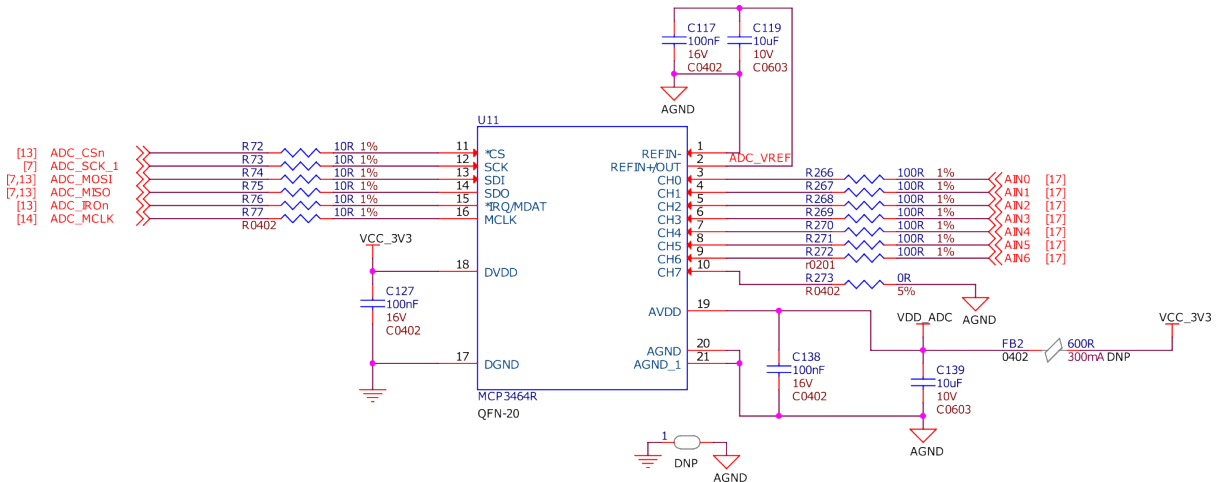 C117
100nF
16V
C0402
C119
10uF
10V
C0603
AGND
U11
[13] ADC_CSn R72 10R 1% 11 *CS
[7] ADC_SCK_1 R73 10R 1% 12 SCK
[7,13] ADC_MOSI R74 10R 1% 13 SDI
[7,13] ADC_MISO R75 10R 1% 14 SDO
[13] ADC_IRQn R76 10R 1% 15 *IRQ/MDAT
[14] ADC_MCLK R77 10R 1% 16 MCLK
R0402
REFIN- 1
REFIN+/OUT 2 ADC_VREF
CH0 3 R266 100R 1% AIN0 [17]
CH1 4 R267 100R 1% AIN1 [17]
CH2 5 R268 100R 1% AIN2 [17]
CH3 6 R269 100R 1% AIN3 [17]
CH4 7 R270 100R 1% AIN4 [17]
CH5 8 R271 100R 1% AIN5 [17]
CH6 9 R272 100R 1% AIN6 [17]
r0201
CH7 10 R273 0R
R0402 5%
AGND
VCC_3V3
18 DVDD
C127
100nF
16V
C0402
17 DGND
AVDD 19
AGND 20
AGND_1 21
C138
100nF
16V
C0402
VDD_ADC
C139
10uF
10V
C0603
AGND
FB2 600R
0402 300mA DNP
VCC_3V3
MCP3464R
QFN-20
1
DNP
AGND